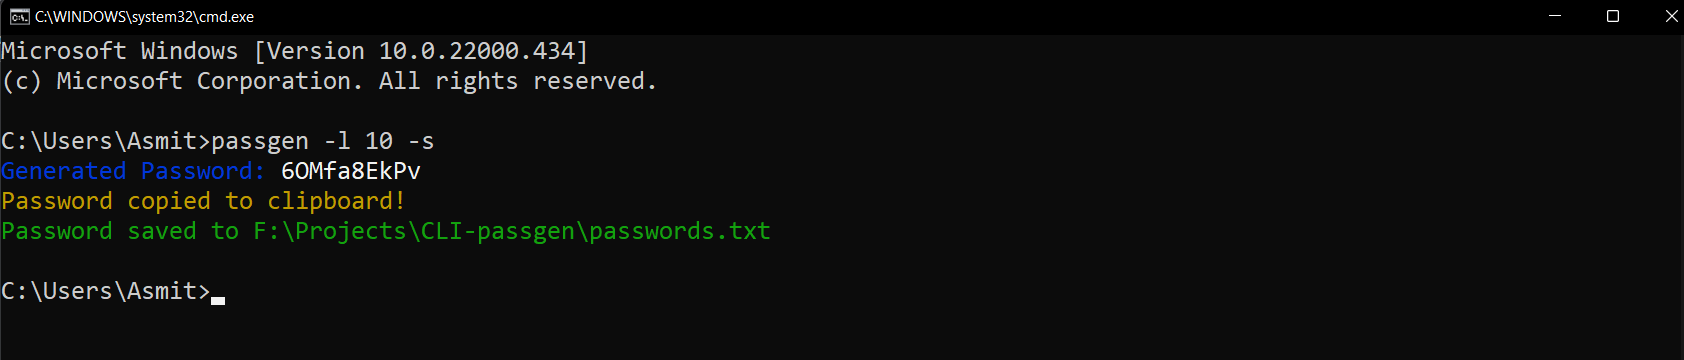 C:\WINDOWS\system32\cmd.exe
Microsoft Windows [Version 10.0.22000.434]
(c) Microsoft Corporation. All rights reserved.
C:\Users\Asmit>passgen -l 10 -s
Generated Password: 6OMfa8EkPv
Password copied to clipboard!
Password saved to F:\Projects\CLI-passgen\passwords.txt
C:\Users\Asmit>